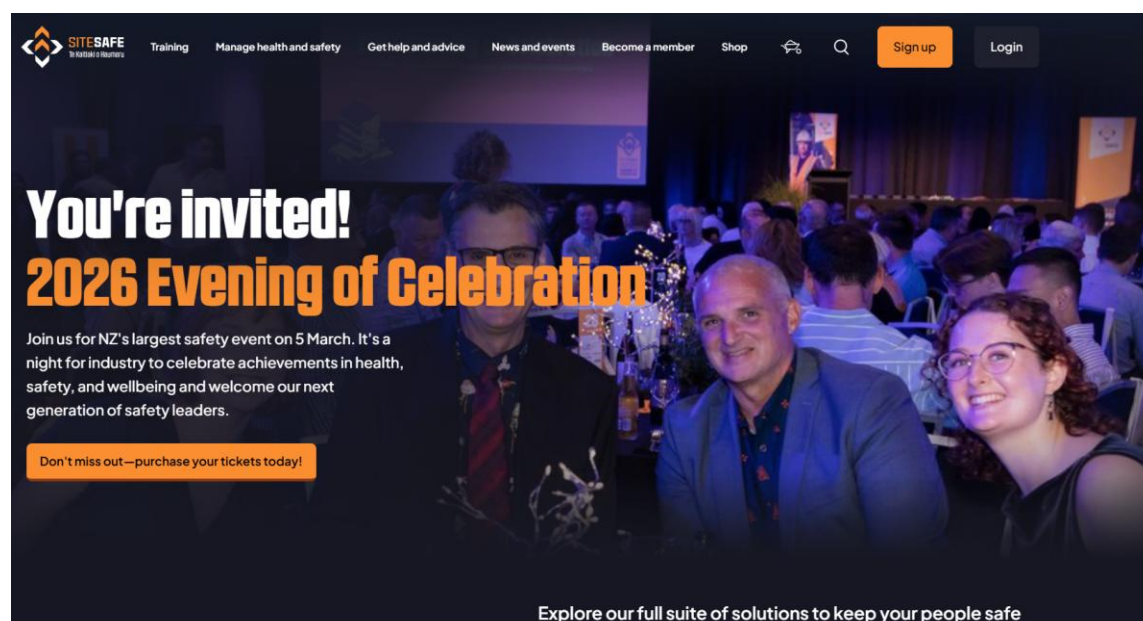 SITESAFE
Te Kaitiaki o Haumaru
Training
Manage health and safety
Get help and advice
News and events
Become a member
Shop
Sign up
Login
You're invited!
2026 Evening of Celebration
Join us for NZ's largest safety event on 5 March. It's a
night for industry to celebrate achievements in health,
safety, and wellbeing and welcome our next
generation of safety leaders.
Don't miss out—purchase your tickets today!
Explore our full suite of solutions to keep your people safe